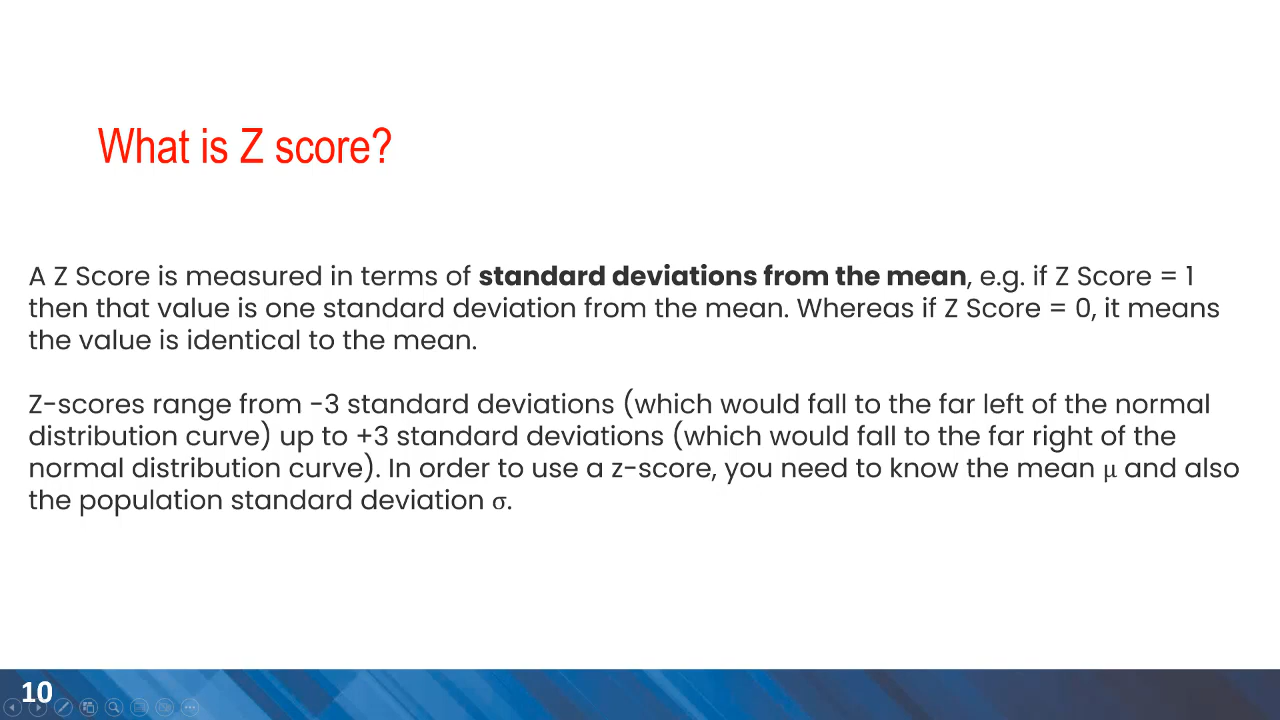 What is Z score?
A Z Score is measured in terms of standard deviations from the mean, e.g. if Z Score = 1
then that value is one standard deviation from the mean. Whereas if Z Score = 0, it means
the value is identical to the mean.
Z-scores range from -3 standard deviations (which would fall to the far left of the normal
distribution curve) up to +3 standard deviations (which would fall to the far right of the
normal distribution curve). In order to use a z-score, you need to know the mean μ and also
the population standard deviation σ.
10